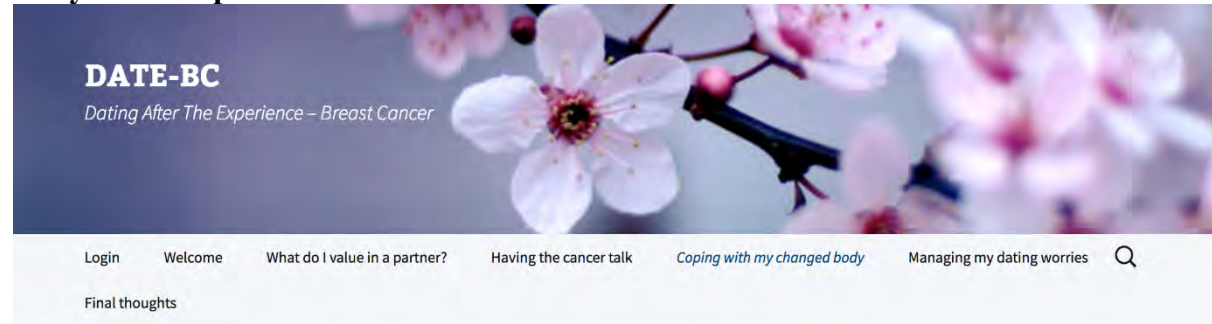 DATE-BC
Dating After The Experience – Breast Cancer
Login Welcome What do I value in a partner? Having the cancer talk Coping with my changed body Managing my dating worries
Final thoughts